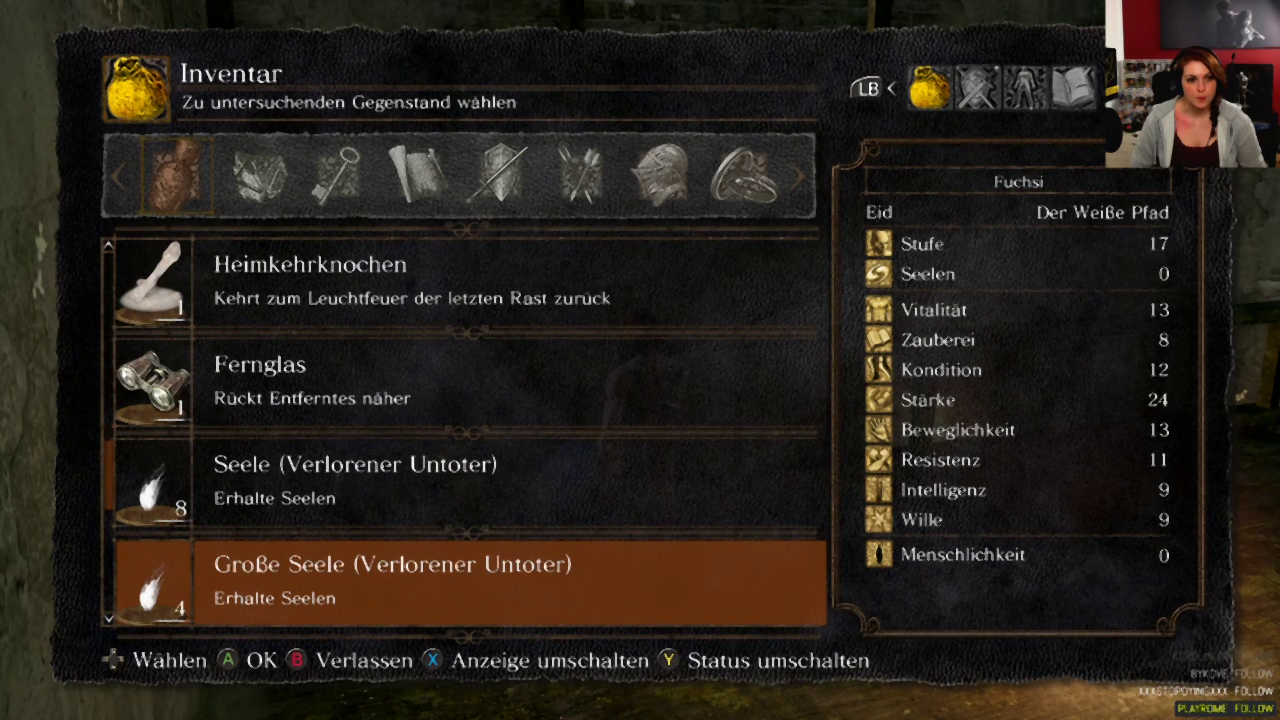 Inventar
Zu untersuchenden Gegenstand wählen
LB
Heimkehrknochen
Kehrt zum Leuchtfeuer der letzten Rast zurück
1
Fernglas
Rückt Entferntes näher
1
Seele (Verlorener Untoter)
Erhalte Seelen
8
Große Seele (Verlorener Untoter)
Erhalte Seelen
4
Fuchsi
Eid Der Weiße Pfad
Stufe 17
Seelen 0
Vitalität 13
Zauberei 8
Kondition 12
Stärke 24
Beweglichkeit 13
Resistenz 11
Intelligenz 9
Wille 9
Menschlichkeit 0
Wählen A OK B Verlassen X Anzeige umschalten Y Status umschalten
FOLLOW
FOLLOW
PLAYROME FOLLOW